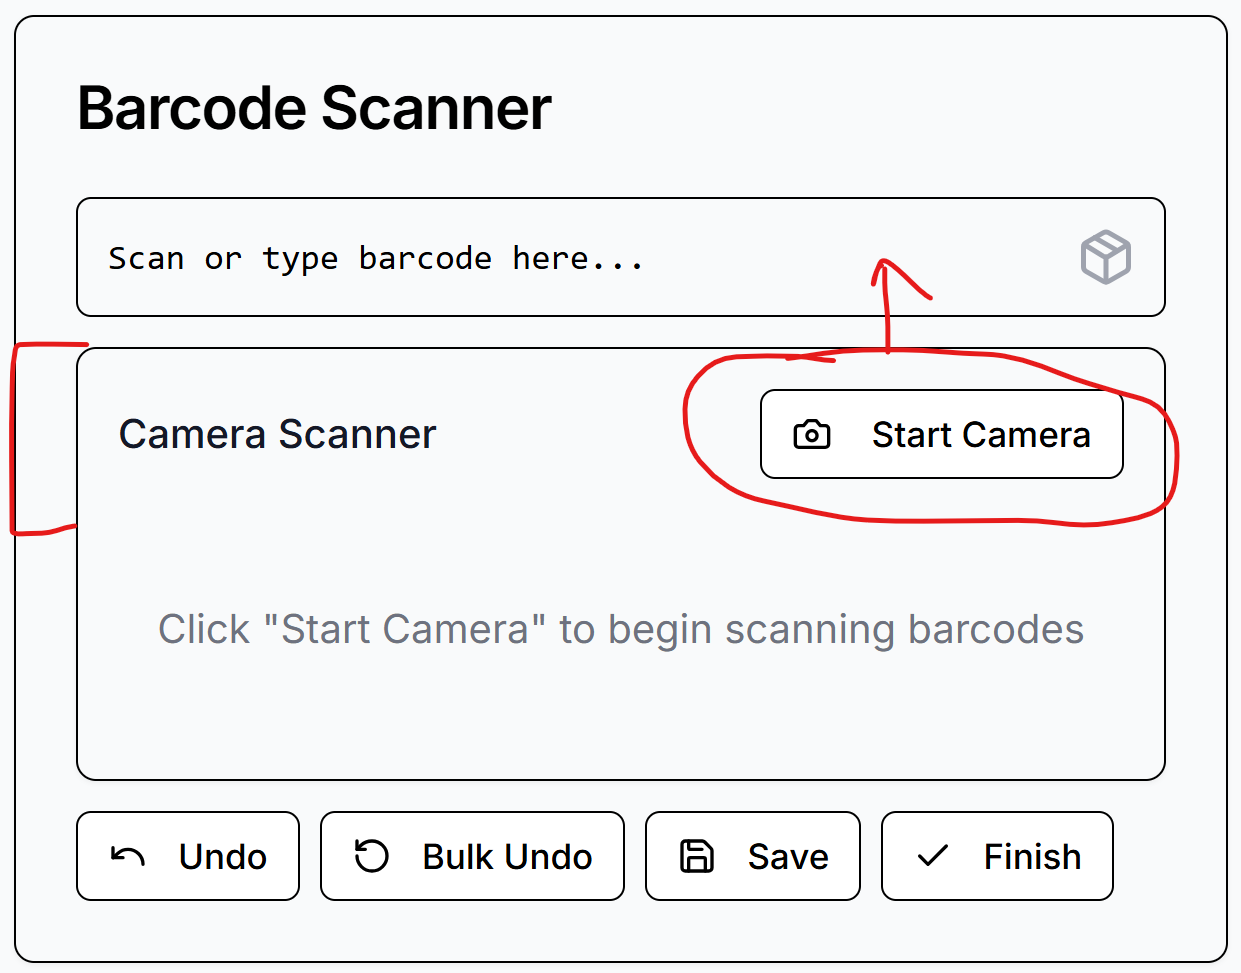 Barcode Scanner
Scan or type barcode here...
Camera Scanner
Start Camera
Click "Start Camera" to begin scanning barcodes
Undo
Bulk Undo
Save
Finish